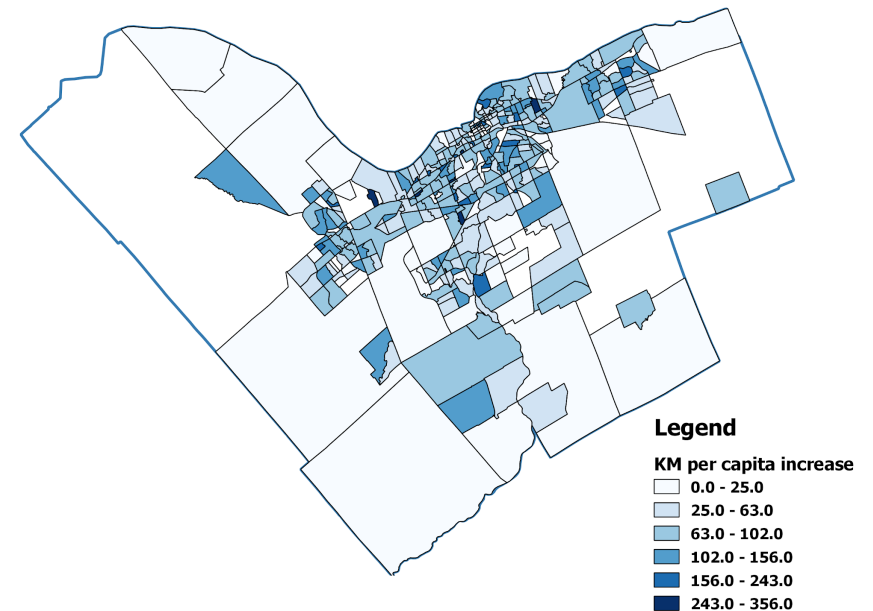 Legend
KM per capita increase
0.0 - 25.0
25.0 - 63.0
63.0 - 102.0
102.0 - 156.0
156.0 - 243.0
243.0 - 356.0